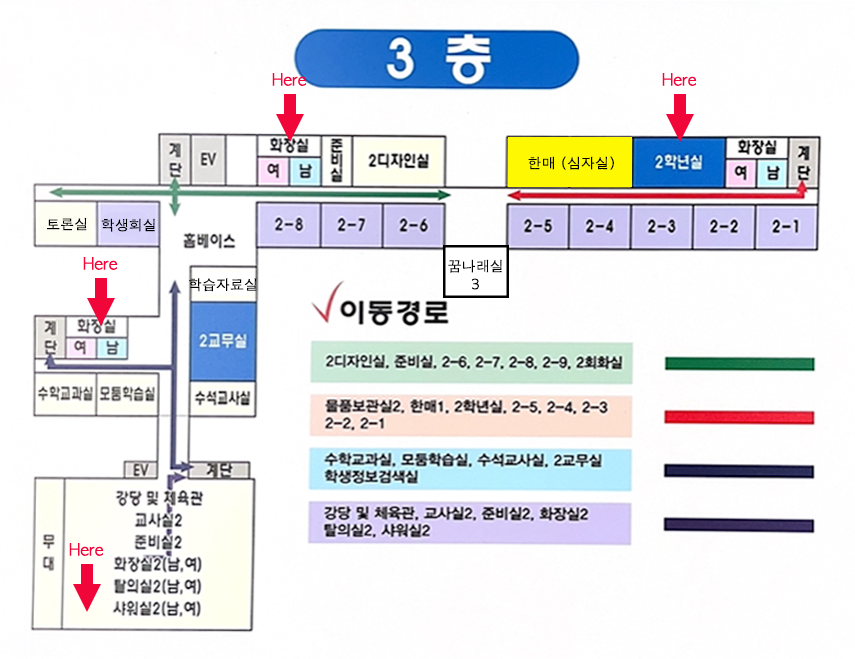 3 층
Here
Here
계단
EV
화장실
여
남
준비실
2디자인실
한매 (심자실)
2학년실
화장실
여
남
계단
토론실
학생회실
홈베이스
2-8
2-7
2-6
2-5
2-4
2-3
2-2
2-1
꿈나래실
3
Here
학습자료실
계단
화장실
여
남
2교무실
수학교과실
모둠학습실
수석교사실
EV
계단
이동경로
2디자인실, 준비실, 2-6, 2-7, 2-8, 2-9, 2회화실
물품보관실2, 한매1, 2학년실, 2-5, 2-4, 2-3
2-2, 2-1
수학교과실, 모둠학습실, 수석교사실, 2교무실
학생정보검색실
강당 및 체육관, 교사실2, 준비실2, 화장실2
탈의실2, 샤워실2
무대
강당 및 체육관
교사실2
준비실2
Here
화장실2(남,여)
탈의실2(남,여)
샤워실2(남,여)